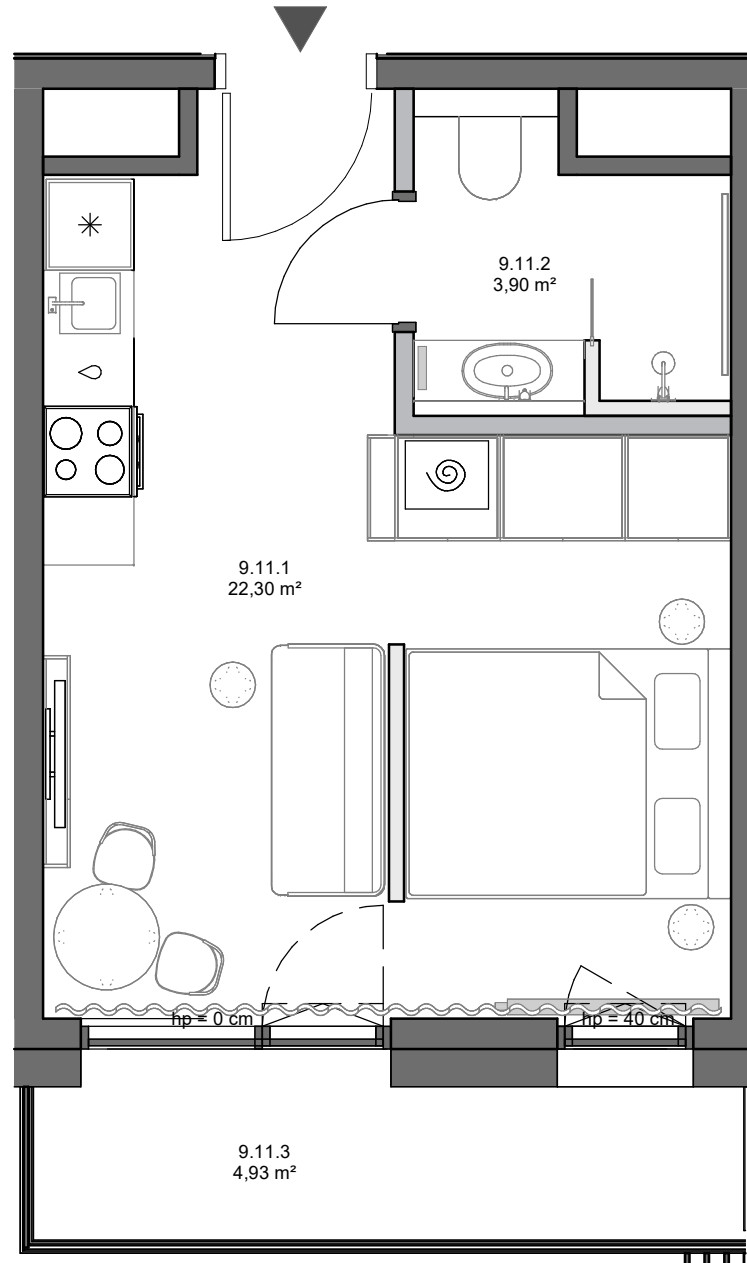 9.11.2
3,90 m²
9.11.1
22,30 m²
hp = 0 cm
hp = 40 cm
9.11.3
4,93 m²